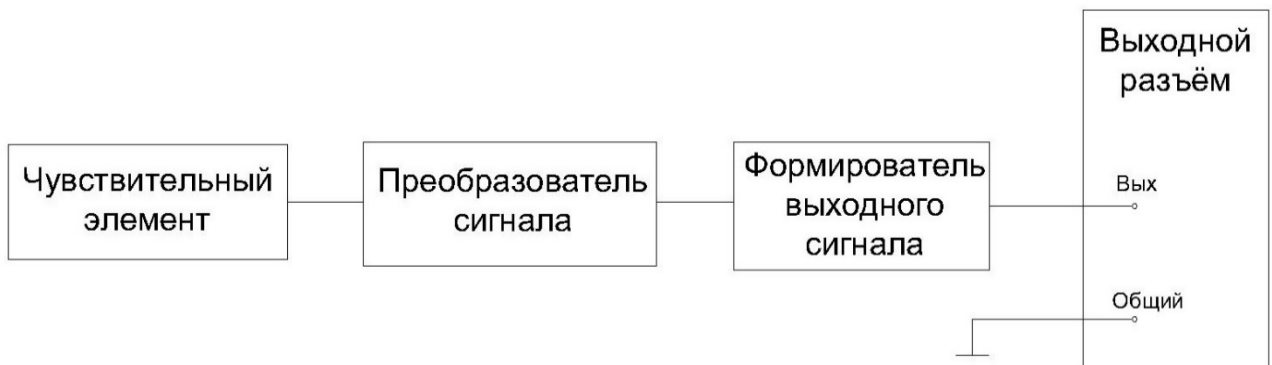 Чувствительный
элемент
Преобразователь
сигнала
Формирователь
выходного
сигнала
Выходной
разъём
Вых
Общий